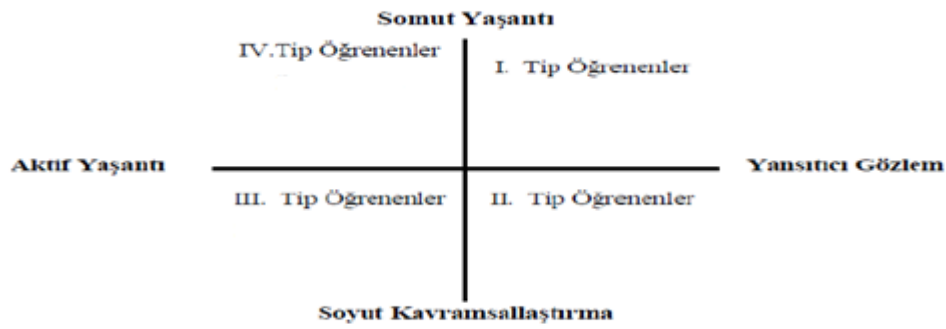 Somut Yaşantı
IV.Tip Öğrenenler
I. Tip Öğrenenler
Aktif Yaşantı
Yansıtıcı Gözlem
III. Tip Öğrenenler
II. Tip Öğrenenler
Soyut Kavramsallaştırma